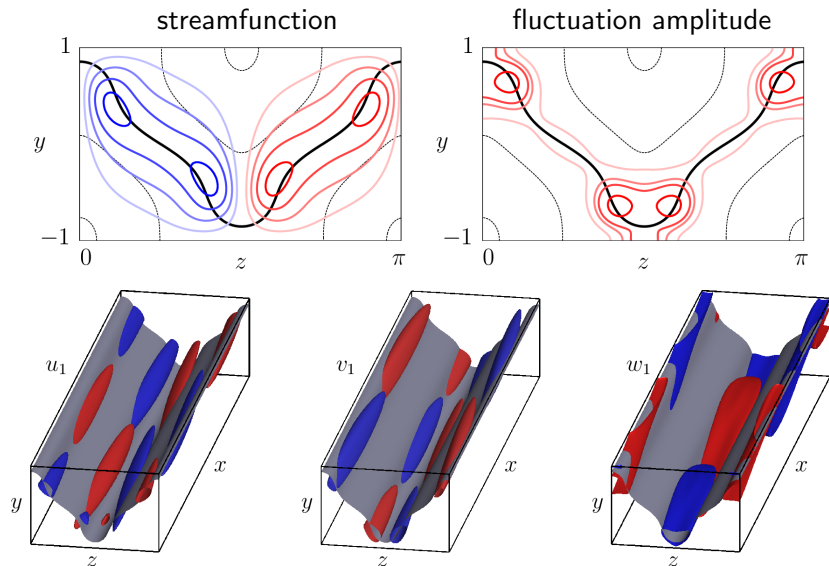 streamfunction
fluctuation amplitude
1
y
−1
0
z
π
1
y
−1
0
z
π
u₁
x
y
z
v₁
x
y
z
w₁
x
y
z